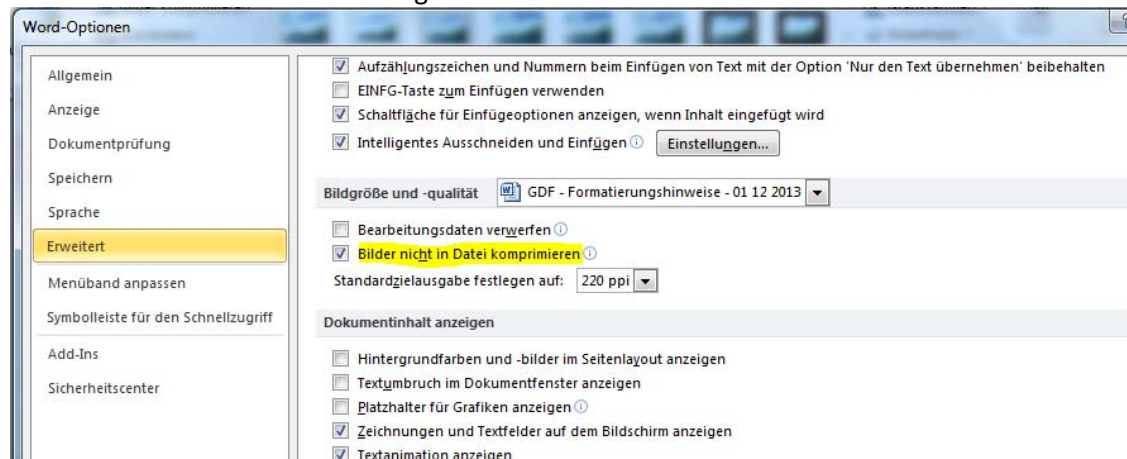 Word-Optionen
Allgemein
Anzeige
Dokumentprüfung
Speichern
Sprache
Erweitert
Menüband anpassen
Symbolleiste für den Schnellzugriff
Add-Ins
Sicherheitscenter
Aufzählungszeichen und Nummern beim Einfügen von Text mit der Option 'Nur den Text übernehmen' beibehalten
EINFG-Taste zum Einfügen verwenden
Schaltfläche für Einfügeoptionen anzeigen, wenn Inhalt eingefügt wird
Intelligentes Ausschneiden und Einfügen Einstellungen...
Bildgröße und -qualität GDF - Formatierungshinweise - 01 12 2013
Bearbeitungsdaten verwerfen
Bilder nicht in Datei komprimieren
Standardzielausgabe festlegen auf: 220 ppi
Dokumentinhalt anzeigen
Hintergrundfarben und -bilder im Seitenlayout anzeigen
Textumbruch im Dokumentfenster anzeigen
Platzhalter für Grafiken anzeigen
Zeichnungen und Textfelder auf dem Bildschirm anzeigen
Textanimation anzeigen